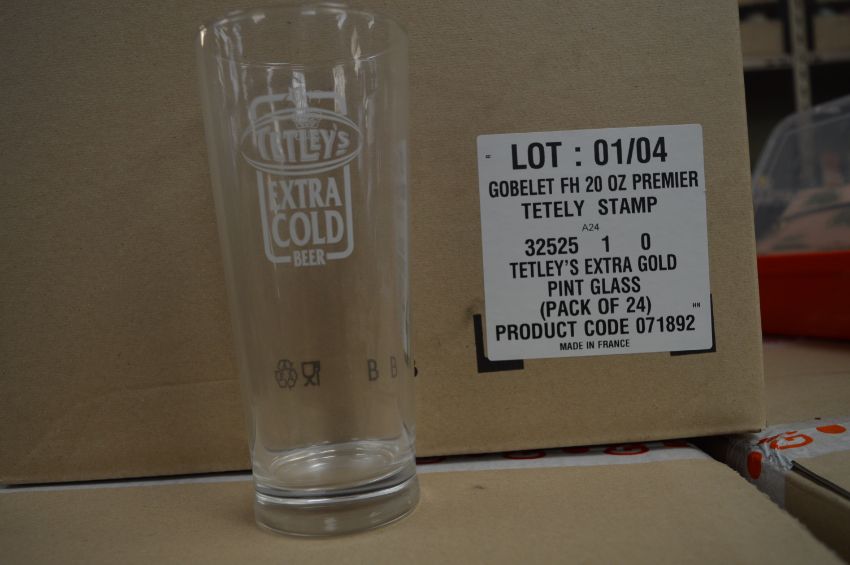 TETLEY'S
EXTRA
COLD
BEER
B B
LOT : 01/04
GOBELET FH 20 OZ PREMIER
TETELY STAMP
A24
32525 1 0
TETLEY'S EXTRA GOLD
PINT GLASS
(PACK OF 24)
PRODUCT CODE 071892
MADE IN FRANCE